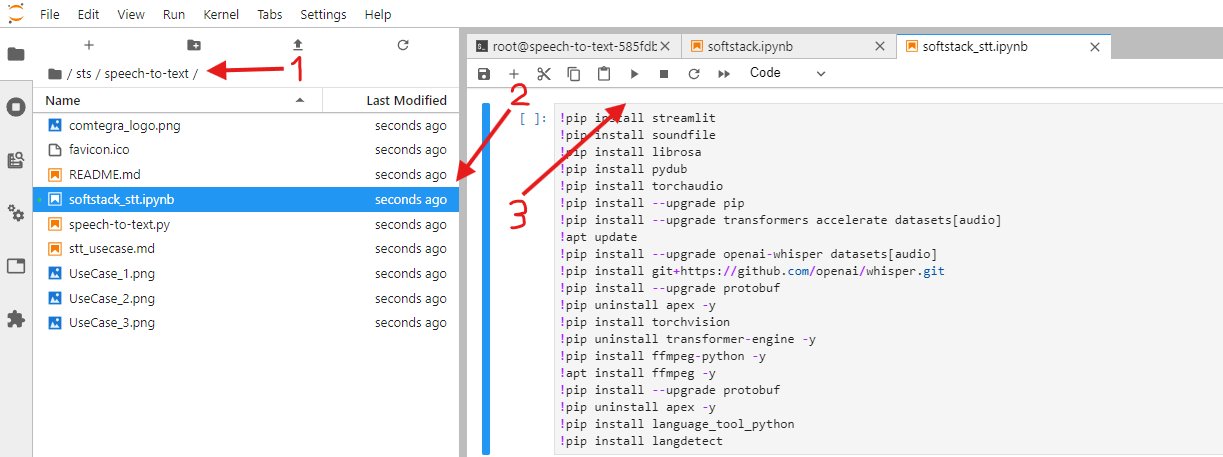 File Edit View Run Kernel Tabs Settings Help
/ sts / speech-to-text /
1
Name Last Modified
comtegra_logo.png seconds ago
favicon.ico seconds ago
README.md seconds ago
softstack_stt.ipynb seconds ago
speech-to-text.py seconds ago
stt_usecase.md seconds ago
UseCase_1.png seconds ago
UseCase_2.png seconds ago
UseCase_3.png seconds ago
2
root@speech-to-text-585fdb softstack.ipynb softstack_stt.ipynb
Code
3
[ ]:
!pip install streamlit
!pip install soundfile
!pip install librosa
!pip install pydub
!pip install torchaudio
!pip install --upgrade pip
!pip install --upgrade transformers accelerate datasets[audio]
!apt update
!pip install --upgrade openai-whisper datasets[audio]
!pip install git+https://github.com/openai/whisper.git
!pip install --upgrade protobuf
!pip uninstall apex -y
!pip install torchvision
!pip uninstall transformer-engine -y
!pip install ffmpeg-python -y
!apt install ffmpeg -y
!pip install --upgrade protobuf
!pip uninstall apex -y
!pip install language_tool_python
!pip install langdetect